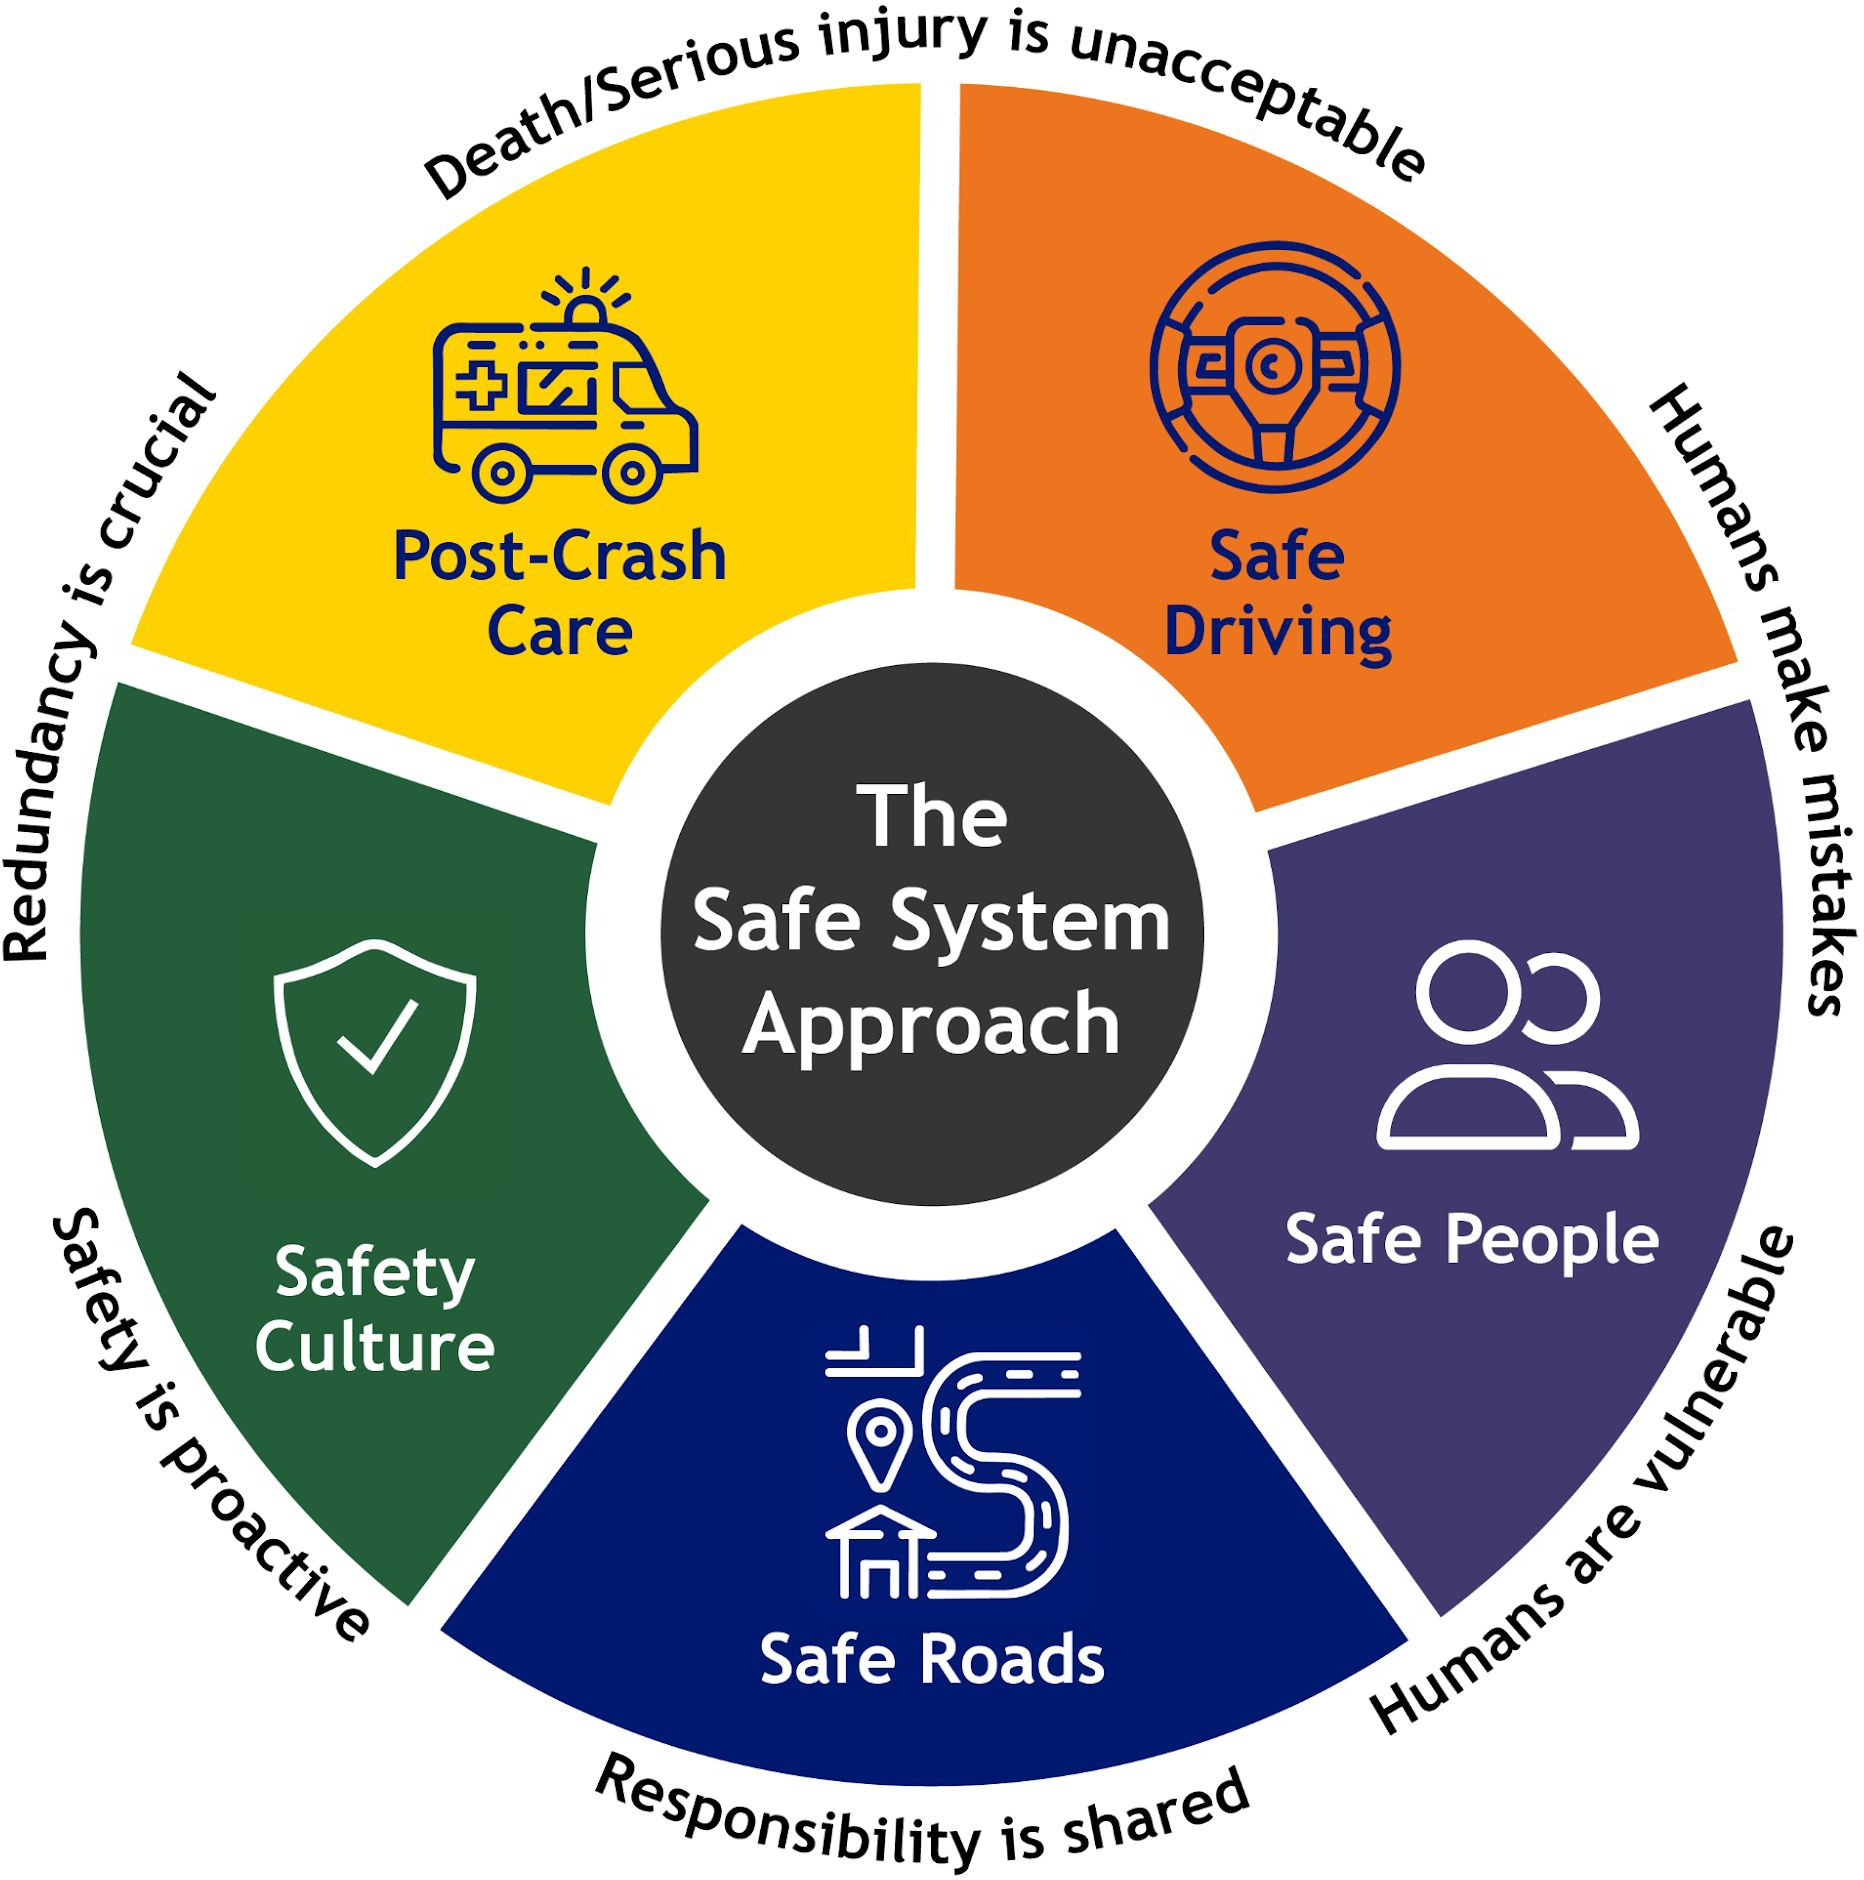 Death/Serious injury is unacceptable
Humans make mistakes
Humans are vulnerable
Responsibility is shared
Safety is proactive
Redundancy is crucial
Post-Crash
Care
Safe
Driving
Safe People
Safe Roads
Safety
Culture
The
Safe System
Approach